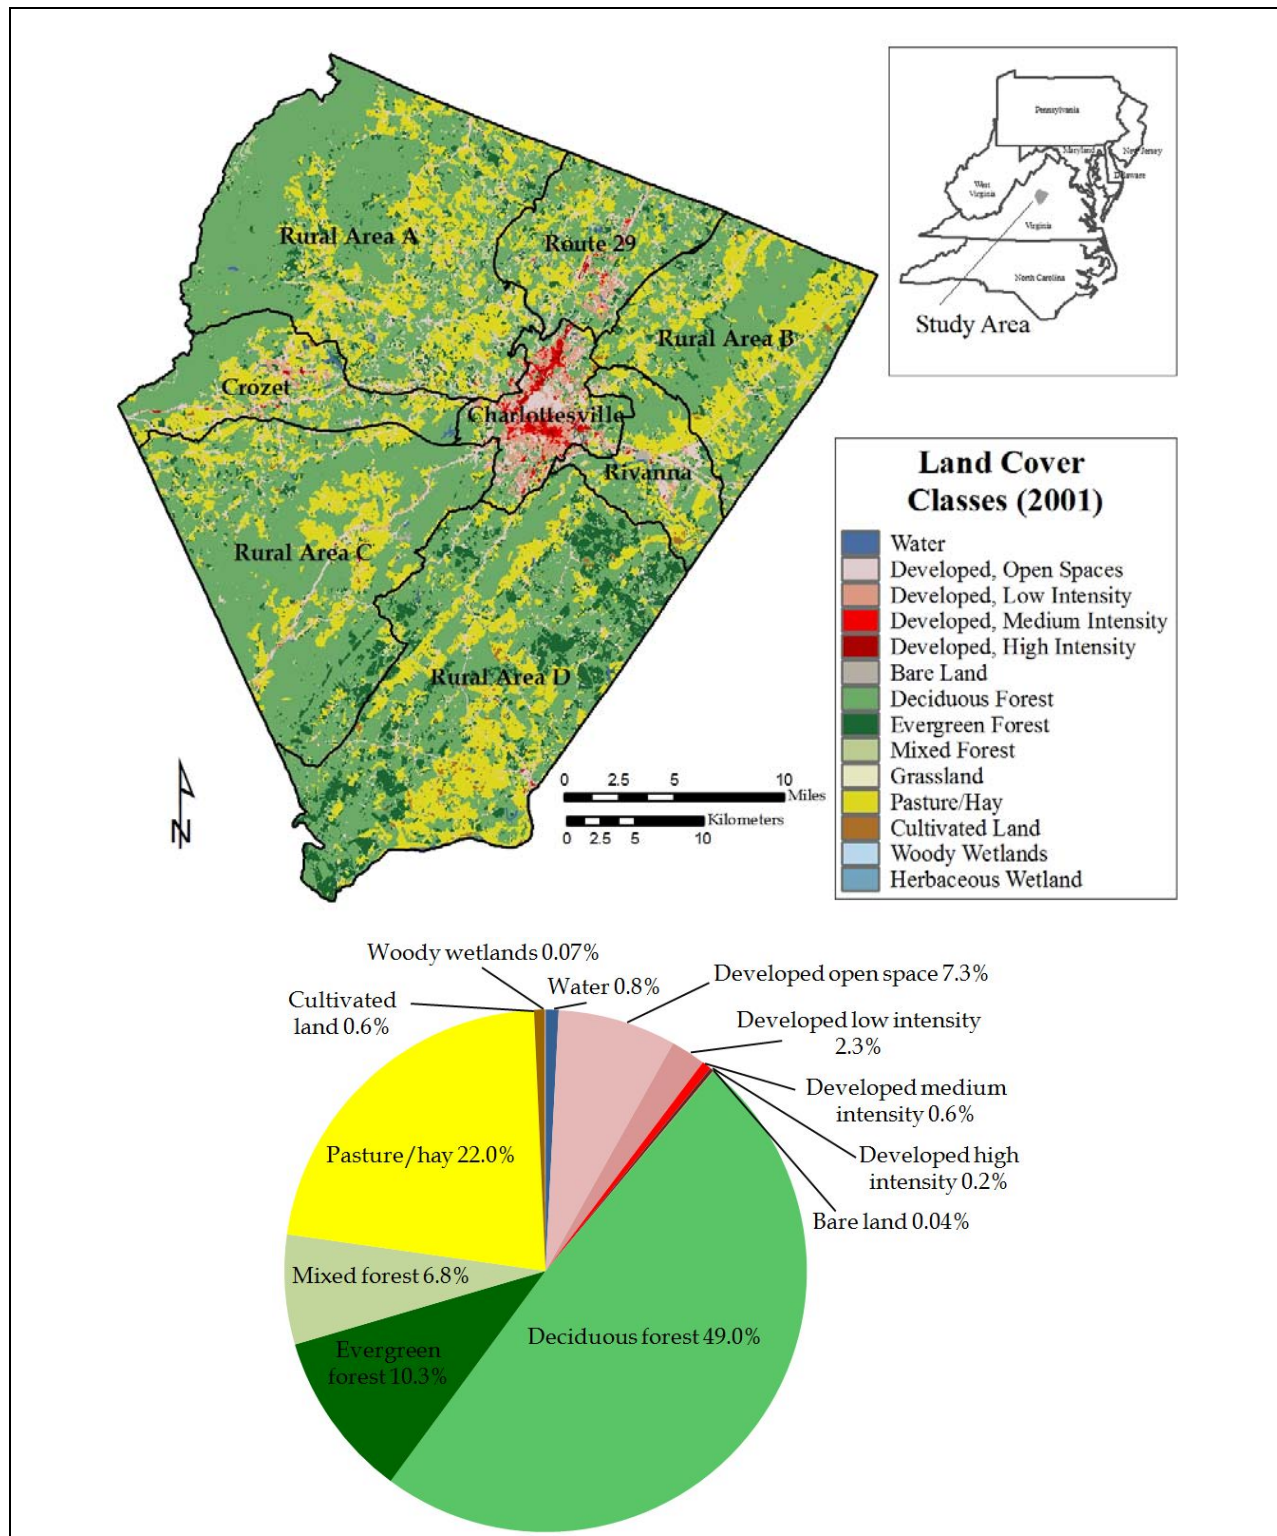 Pennsylvania
Maryland
New Jersey
Delaware
West
Virginia
Virginia
North Carolina
Study Area
Rural Area A
Route 29
Rural Area B
Crozet
Charlottesville
Rivanna
Rural Area C
Rural Area D
N
0 2.5 5 10
Miles
Kilometers
0 2.5 5 10
Land Cover
Classes (2001)
Water
Developed, Open Spaces
Developed, Low Intensity
Developed, Medium Intensity
Developed, High Intensity
Bare Land
Deciduous Forest
Evergreen Forest
Mixed Forest
Grassland
Pasture/Hay
Cultivated Land
Woody Wetlands
Herbaceous Wetland
Woody wetlands 0.07%
Water 0.8%
Developed open space 7.3%
Cultivated
land 0.6%
Developed low intensity
2.3%
Developed medium
intensity 0.6%
Developed high
intensity 0.2%
Bare land 0.04%
Pasture/hay 22.0%
Mixed forest 6.8%
Evergreen
forest 10.3%
Deciduous forest 49.0%